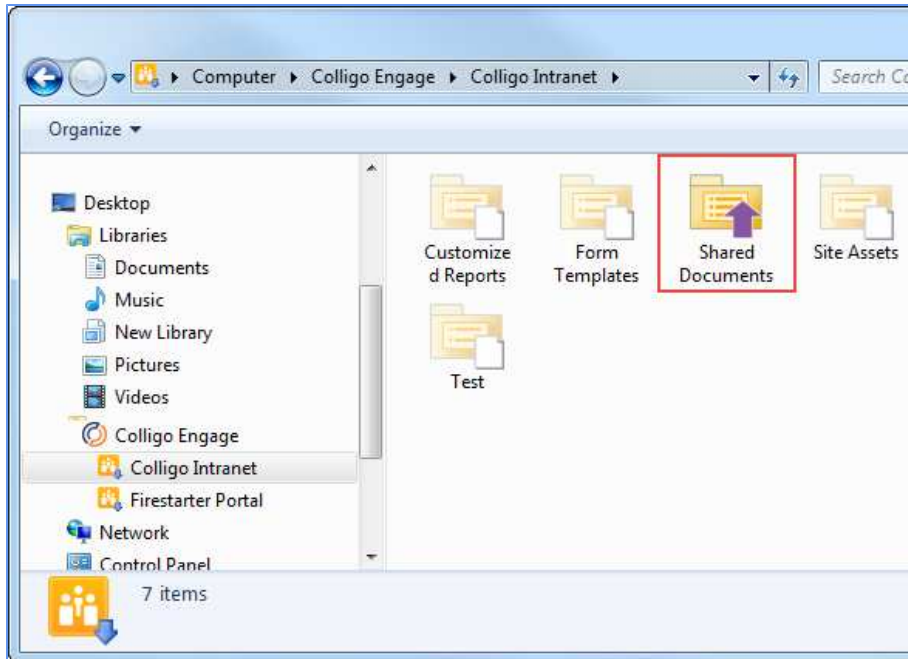 Computer ▸ Colligo Engage ▸ Colligo Intranet ▸
Search Co
Organize
Desktop
Libraries
Documents
Music
New Library
Pictures
Videos
Colligo Engage
Colligo Intranet
Firestarter Portal
Network
Control Panel
Customize
d Reports
Form
Templates
Shared
Documents
Site Assets
Test
7 items